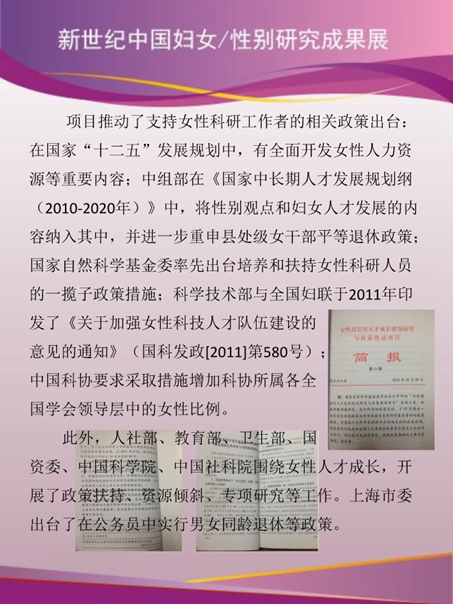 新世纪中国妇女/性别研究成果展
项目推动了支持女性科研工作者的相关政策出台：
在国家“十二五”发展规划中，有全面开发女性人力资
源等重要内容；中组部在《国家中长期人才发展规划纲
（2010-2020年）》中，将性别观点和妇女人才发展的内
容纳入其中，并进一步重申县处级女干部平等退休政策；
国家自然科学基金委率先出台培养和扶持女性科研人员
的一揽子政策措施；科学技术部与全国妇联于2011年印
发了《关于加强女性科技人才队伍建设的
意见的通知》（国科发政[2011]第580号）；
中国科协要求采取措施增加科协所属各全
国学会领导层中的女性比例。
此外，人社部、教育部、卫生部、国
资委、中国科学院、中国社科院围绕女性人才成长，开
展了政策扶持、资源倾斜、专项研究等工作。上海市委
出台了在公务员中实行男女同龄退休等政策。
女性高层次人才成长状况研究
与政策推动项目
简报